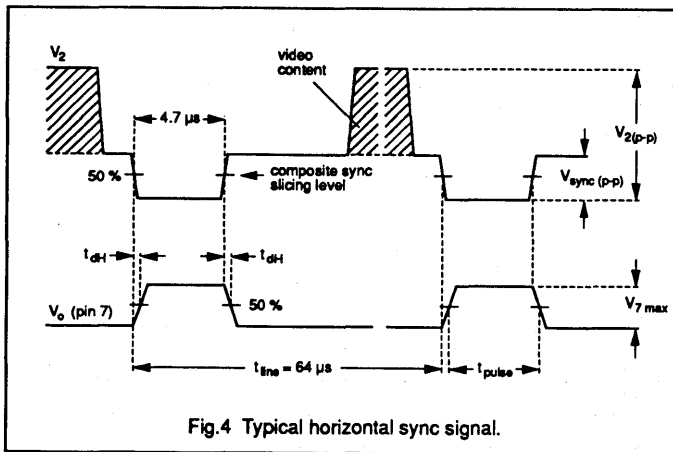 V2
video
content
4.7 μs
V2(p-p)
50 %
composite sync
slicing level
Vsync (p-p)
tdH
tdH
Vo (pin 7)
50 %
V7 max
tline = 64 μs
tpulse
Fig.4 Typical horizontal sync signal.